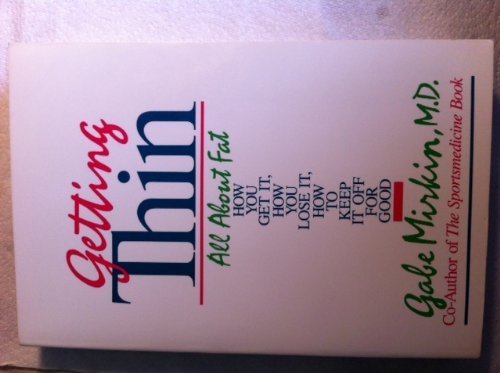 Getting
Thin
All About Fat
HOW
YOU
GET IT,
HOW
YOU
LOSE IT,
HOW
TO
KEEP
IT OFF
FOR
GOOD
Gabe Mirkin, M.D.
Co-Author of The Sportsmedicine Book